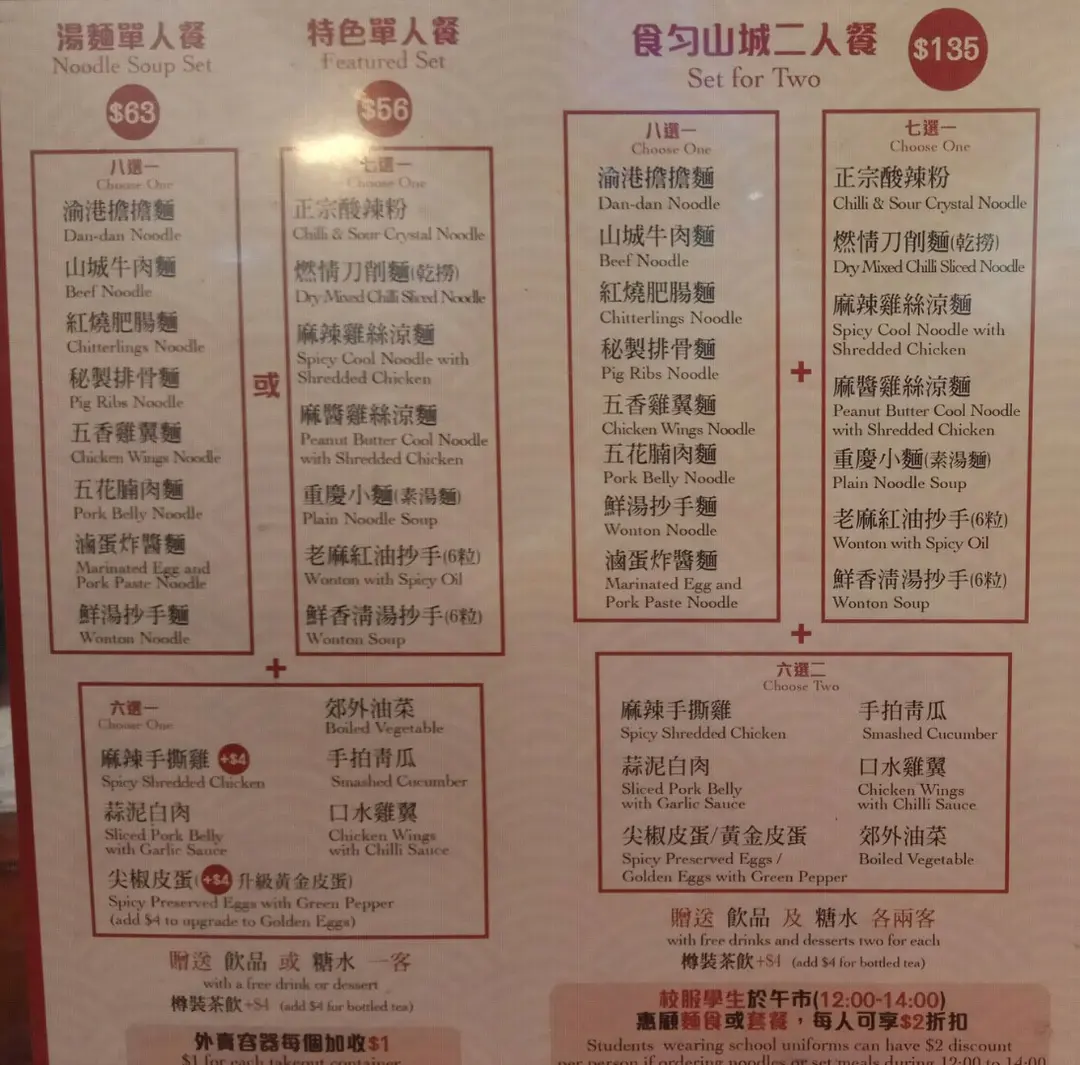 湯麵單人餐
Noodle Soup Set
$63
八選一
Choose One
渝港擔擔麵
Dan-dan Noodle
山城牛肉麵
Beef Noodle
紅燒肥腸麵
Chitterlings Noodle
秘製排骨麵
Pig Ribs Noodle
五香雞翼麵
Chicken Wings Noodle
五花腩肉麵
Pork Belly Noodle
滷蛋炸醬麵
Marinated Egg and
Pork Paste Noodle
鮮湯抄手麵
Wonton Noodle
或
特色單人餐
Featured Set
$56
七選一
Choose One
正宗酸辣粉
Chilli & Sour Crystal Noodle
燃情刀削麵(乾撈)
Dry Mixed Chilli Sliced Noodle
麻辣雞絲涼麵
Spicy Cool Noodle with
Shredded Chicken
麻醬雞絲涼麵
Peanut Butter Cool Noodle
with Shredded Chicken
重慶小麵(素湯麵)
Plain Noodle Soup
老麻紅油抄手(6粒)
Wonton with Spicy Oil
鮮香清湯抄手(6粒)
Wonton Soup
+
六選一
Choose One
郊外油菜
Boiled Vegetable
麻辣手撕雞 +$4
Spicy Shredded Chicken
手拍青瓜
Smashed Cucumber
蒜泥白肉
Sliced Pork Belly
with Garlic Sauce
口水雞翼
Chicken Wings
with Chilli Sauce
尖椒皮蛋(+$4 升級黃金皮蛋)
Spicy Preserved Eggs with Green Pepper
(add $4 to upgrade to Golden Eggs)
贈送 飲品 或 糖水 一客
with a free drink or dessert
樽裝茶飲+$4 (add $4 for bottled tea)
外賣容器每個加收$1
$1 for each takeout container
食勻山城二人餐
Set for Two
$135
八選一
Choose One
渝港擔擔麵
Dan-dan Noodle
山城牛肉麵
Beef Noodle
紅燒肥腸麵
Chitterlings Noodle
秘製排骨麵
Pig Ribs Noodle
五香雞翼麵
Chicken Wings Noodle
五花腩肉麵
Pork Belly Noodle
鮮湯抄手麵
Wonton Noodle
滷蛋炸醬麵
Marinated Egg and
Pork Paste Noodle
+
七選一
Choose One
正宗酸辣粉
Chilli & Sour Crystal Noodle
燃情刀削麵(乾撈)
Dry Mixed Chilli Sliced Noodle
麻辣雞絲涼麵
Spicy Cool Noodle with
Shredded Chicken
麻醬雞絲涼麵
Peanut Butter Cool Noodle
with Shredded Chicken
重慶小麵(素湯麵)
Plain Noodle Soup
老麻紅油抄手(6粒)
Wonton with Spicy Oil
鮮香清湯抄手(6粒)
Wonton Soup
+
六選二
Choose Two
麻辣手撕雞
Spicy Shredded Chicken
手拍青瓜
Smashed Cucumber
蒜泥白肉
Sliced Pork Belly
with Garlic Sauce
口水雞翼
Chicken Wings
with Chilli Sauce
尖椒皮蛋/黃金皮蛋
Spicy Preserved Eggs /
Golden Eggs with Green Pepper
郊外油菜
Boiled Vegetable
贈送 飲品 及 糖水 各兩客
with free drinks and desserts two for each
樽裝茶飲+$4 (add $4 for bottled tea)
校服學生於午市(12:00-14:00)
惠顧麵食或套餐，每人可享$2折扣
Students wearing school uniforms can have $2 discount
per person if ordering noodles or set meals during 12:00 to 14:00